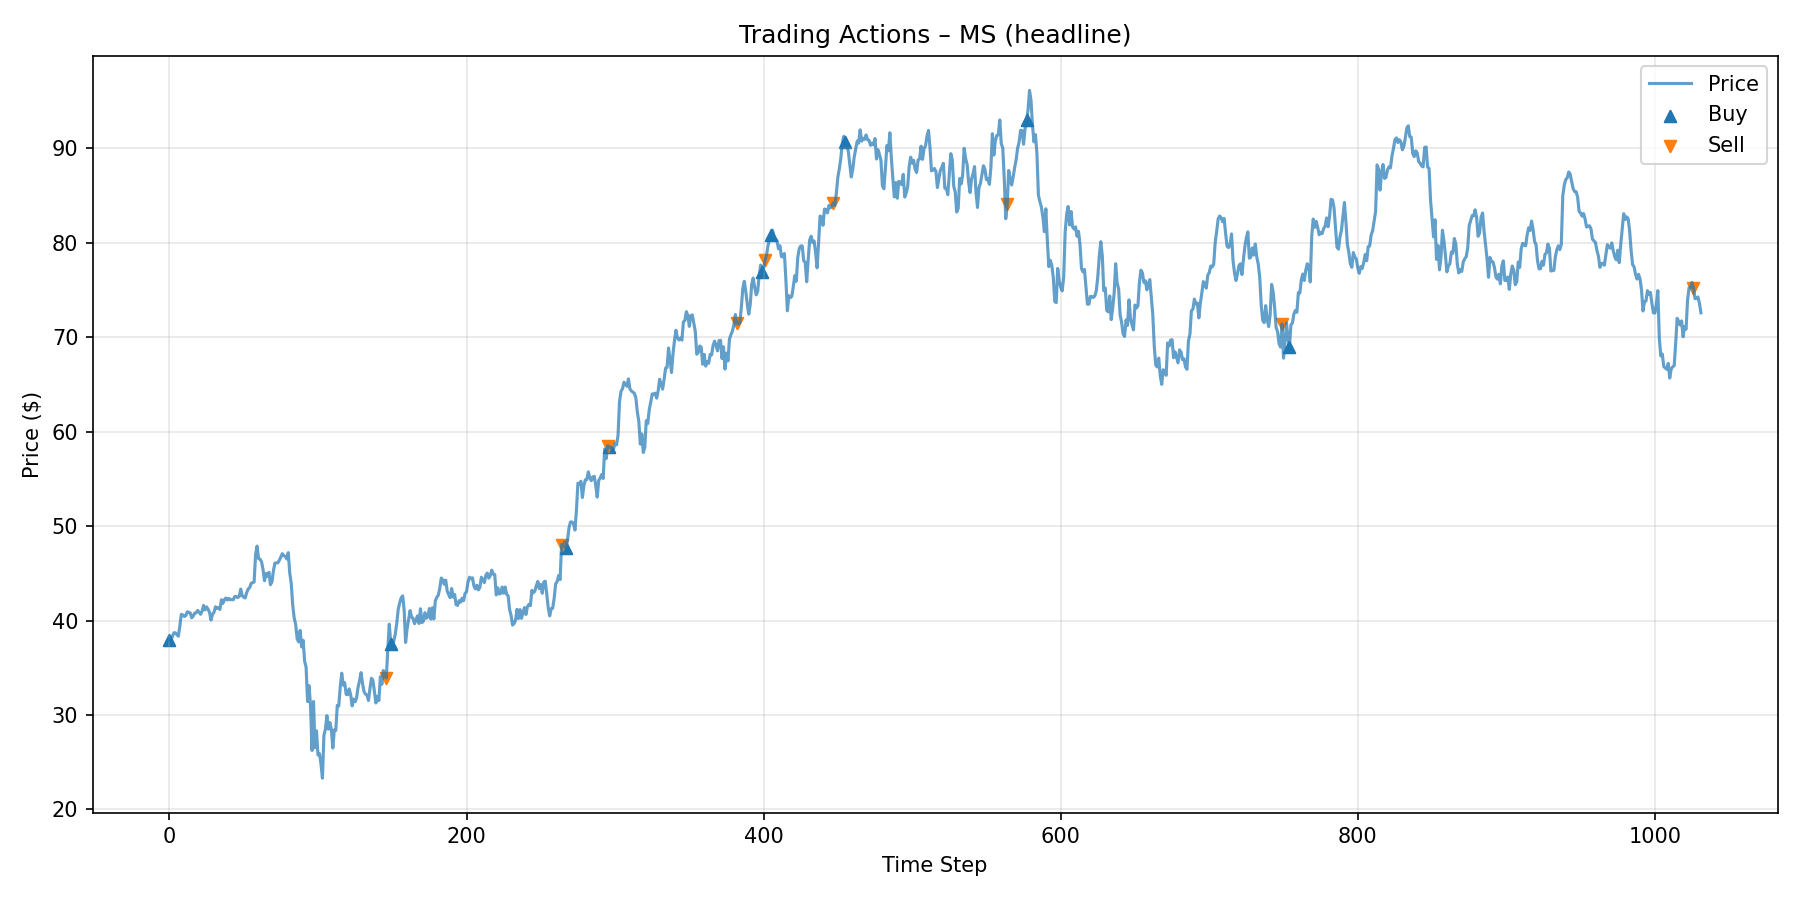 Trading Actions – MS (headline)
Price
Buy
Sell
Price ($)
90
80
70
60
50
40
30
20
0
200
400
600
800
1000
Time Step